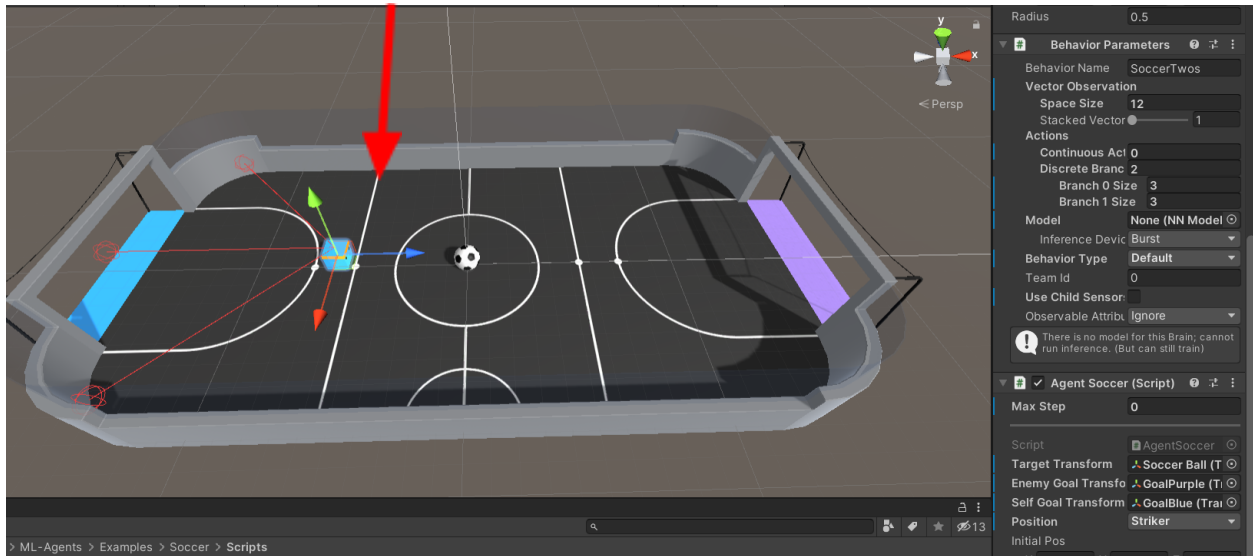 y
x
< Persp
13
> ML-Agents > Examples > Soccer > Scripts
Radius 0.5
# Behavior Parameters
Behavior Name SoccerTwos
Vector Observation
Space Size 12
Stacked Vector 1
Actions
Continuous Act 0
Discrete Branc 2
Branch 0 Size 3
Branch 1 Size 3
Model None (NN Model
Inference Devic Burst
Behavior Type Default
Team Id 0
Use Child Sensor
Observable Attribu Ignore
There is no model for this Brain; cannot
run inference. (But can still train)
# Agent Soccer (Script)
Max Step 0
Script AgentSoccer
Target Transform Soccer Ball (T
Enemy Goal Transfo GoalPurple (Tr
Self Goal Transform GoalBlue (Trai
Position Striker
Initial Pos